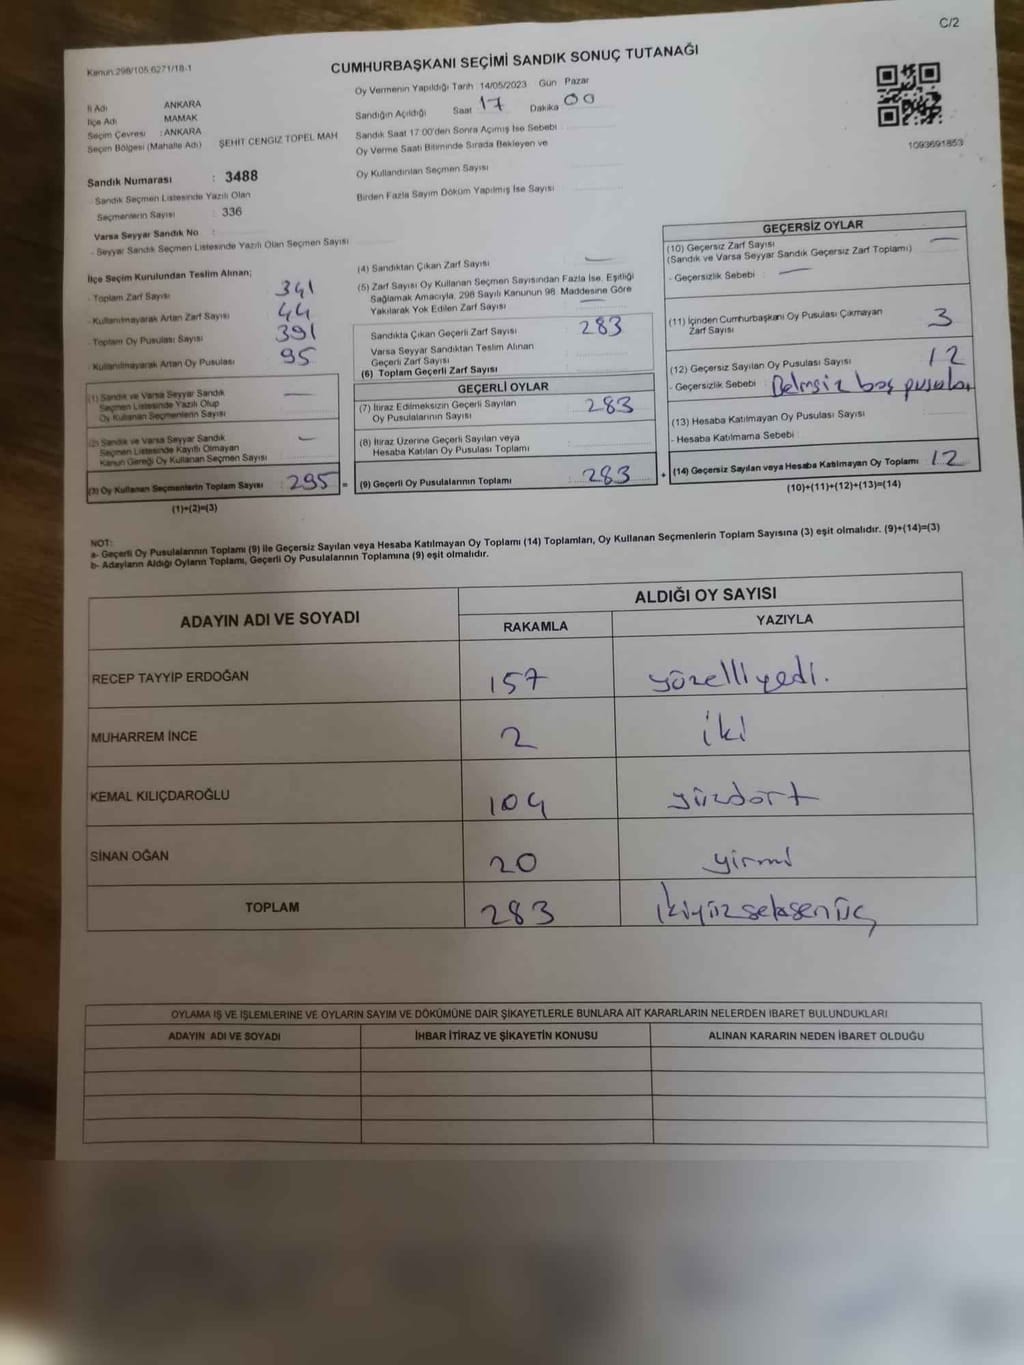 C/2
Kanun:298/105.6271/18-1
CUMHURBAŞKANI SEÇİMİ SANDIK SONUÇ TUTANAĞI
İl Adı ANKARA
İlçe Adı MAMAK
Seçim Çevresi : ANKARA
Seçim Bölgesi (Mahalle Adı) ŞEHİT CENGİZ TOPEL MAH
Sandık Numarası : 3488
- Sandık Seçmen Listesinde Yazılı Olan
Seçmenlerin Sayısı : 336
Varsa Seyyar Sandık No :
- Seyyar Sandık Seçmen Listesinde Yazılı Olan Seçmen Sayısı
Oy Vermenin Yapıldığı Tarih 14/05/2023 Gün Pazar
Sandığın Açıldığı Saat 17 Dakika 00
Sandık Saat 17:00'den Sonra Açımış İse Sebebi
Oy Verme Saati Bitiminde Sırada Bekleyen ve
Oy Kullandırılan Seçmen Sayısı
Birden Fazla Sayım Döküm Yapılmış İse Sayısı
1093691853
İlçe Seçim Kurulundan Teslim Alınan;
- Toplam Zarf Sayısı 341
- Kullanılmayarak Artan Zarf Sayısı 44
- Toplam Oy Pusulası Sayısı 391
- Kullanılmayarak Artan Oy Pusulası 95
(1) Sandık ve Varsa Seyyar Sandık
Seçmen Listesinde Yazılı Olup
Oy Kullanan Seçmenlerin Sayısı —
(2) Sandık ve Varsa Seyyar Sandık
Seçmen Listesinde Kayıtlı Olmayan
Kanun Gereği Oy Kullanan Seçmen Sayısı —
(3) Oy Kullanan Seçmenlerin Toplam Sayısı : 295 =
(1)+(2)=(3)
(4) Sandıktan Çıkan Zarf Sayısı —
(5) Zarf Sayısı Oy Kullanan Seçmen Sayısından Fazla İse, Eşitliği
Sağlamak Amacıyla, 298 Sayılı Kanunun 98. Maddesine Göre
Yakılarak Yok Edilen Zarf Sayısı —
Sandıkta Çıkan Geçerli Zarf Sayısı 283
Varsa Seyyar Sandıktan Teslim Alınan
Geçerli Zarf Sayısı
(6) Toplam Geçerli Zarf Sayısı
GEÇERLİ OYLAR
(7) İtiraz Edilmeksizin Geçerli Sayılan
Oy Pusulalarının Sayısı 283
(8) İtiraz Üzerine Geçerli Sayılan veya
Hesaba Katılan Oy Pusulası Toplamı
(9) Geçerli Oy Pusulalarının Toplamı 283 +
GEÇERSİZ OYLAR
(10) Geçersiz Zarf Sayısı —
(Sandık ve Varsa Seyyar Sandık Geçersiz Zarf Toplamı)
- Geçersizlik Sebebi : —
(11) İçinden Cumhurbaşkanı Oy Pusulası Çıkmayan
Zarf Sayısı 3
(12) Geçersiz Sayılan Oy Pusulası Sayısı 12
- Geçersizlik Sebebi : boş
(13) Hesaba Katılmayan Oy Pusulası Sayısı
- Hesaba Katılmama Sebebi :
(14) Geçersiz Sayılan veya Hesaba Katılmayan Oy Toplamı 12
(10)+(11)+(12)+(13)=(14)
NOT:
a- Geçerli Oy Pusulalarının Toplamı (9) ile Geçersiz Sayılan veya Hesaba Katılmayan Oy Toplamı (14) Toplamları, Oy Kullanan Seçmenlerin Toplam Sayısına (3) eşit olmalıdır. (9)+(14)=(3)
b- Adayların Aldığı Oyların Toplamı, Geçerli Oy Pusulalarının Toplamına (9) eşit olmalıdır.
ADAYIN ADI VE SOYADI
ALDIĞI OY SAYISI
RAKAMLA YAZIYLA
RECEP TAYYİP ERDOĞAN 157 yüzelliyedi.
MUHARREM İNCE 2 iki
KEMAL KILIÇDAROĞLU 104 yüzdört
SİNAN OĞAN 20 yirmi
TOPLAM 283 ikiyüzseksenüç
OYLAMA İŞ VE İŞLEMLERİNE VE OYLARIN SAYIM VE DÖKÜMÜNE DAİR ŞİKAYETLERLE BUNLARA AİT KARARLARIN NELERDEN İBARET BULUNDUKLARI
ADAYIN ADI VE SOYADI İHBAR İTİRAZ VE ŞİKAYETİN KONUSU ALINAN KARARIN NEDEN İBARET OLDUĞU